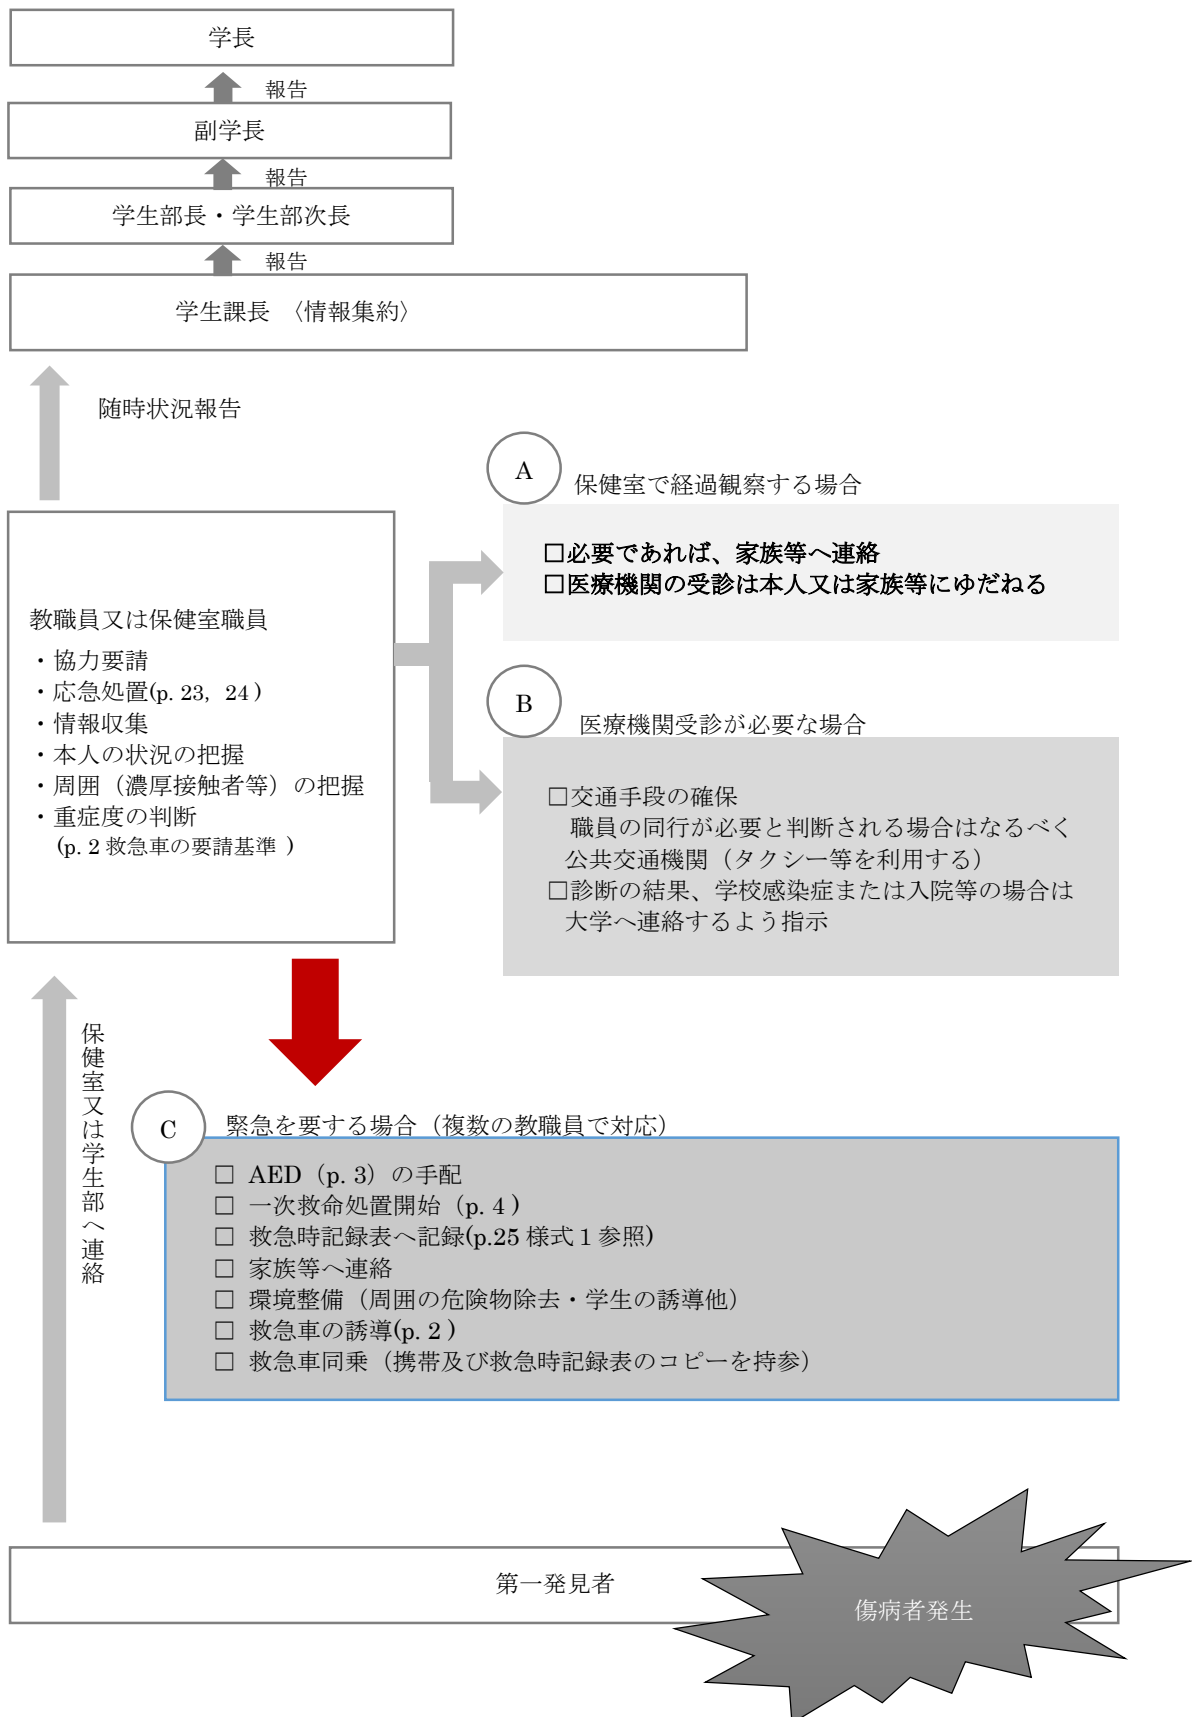 学長
報告
副学長
報告
学生部長・学生部次長
報告
学生課長 〈情報集約〉
随時状況報告
A
保健室で経過観察する場合
□必要であれば、家族等へ連絡
□医療機関の受診は本人又は家族等にゆだねる
教職員又は保健室職員
・協力要請
・応急処置(p. 23, 24)
・情報収集
・本人の状況の把握
・周囲（濃厚接触者等）の把握
・重症度の判断
(p. 2 救急車の要請基準 )
B
医療機関受診が必要な場合
□交通手段の確保
職員の同行が必要と判断される場合はなるべく
公共交通機関（タクシー等を利用する）
□診断の結果、学校感染症または入院等の場合は
大学へ連絡するよう指示
保健室又は学生部へ連絡
C
緊急を要する場合（複数の教職員で対応）
□ AED（p. 3）の手配
□ 一次救命処置開始（p. 4）
□ 救急時記録表へ記録(p.25 様式1参照)
□ 家族等へ連絡
□ 環境整備（周囲の危険物除去・学生の誘導他）
□ 救急車の誘導(p. 2)
□ 救急車同乗（携帯及び救急時記録表のコピーを持参）
第一発見者
傷病者発生